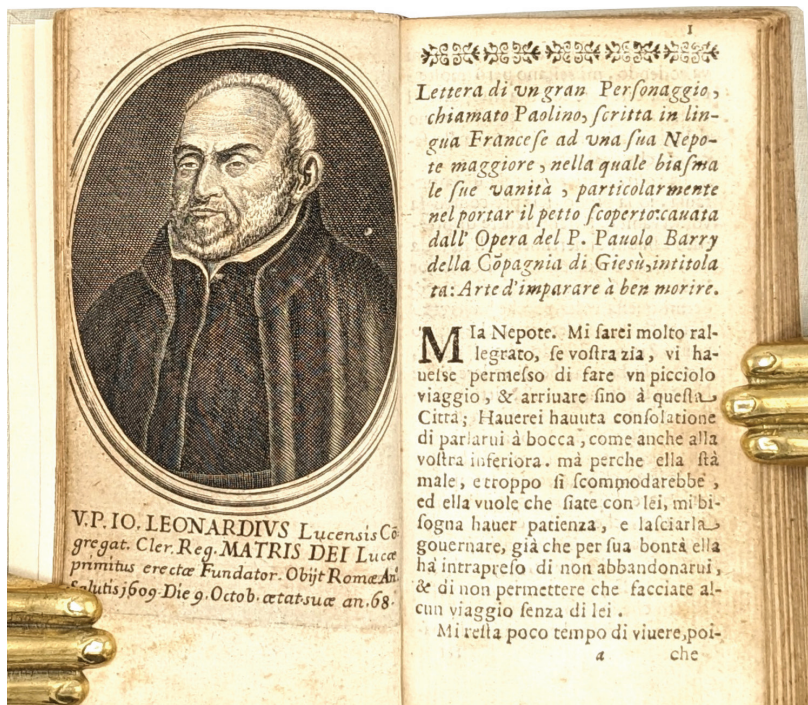 V.P. IO. LEONARDIVS Lucensis Cõ
gregat. Cler. Reg. MATRIS DEI Lucæ
primitus erectæ Fundator. Obijt Romæ An.
Salutis 1609. Die 9. Octob. ætat. suæ an. 68.
1
Lettera di vn gran Perſonaggio,
chiamato Paolino, ſcritta in lin-
gua Franceſe ad vna ſua Nepo-
te maggiore, nella quale biaſma
le ſue vanità, particolarmente
nel portar il petto ſcoperto: cauata
dall' Opera del P. Pauolo Barry
della Cõpagnia di Gieſù, intitola
ta: Arte d'imparare à ben morire.
MIa Nepote. Mi ſarei molto ral-
legrato, ſe voſtra zia, vi ha-
ueſse permeſso di fare vn picciolo
viaggio, & arriuare ſino à queſta
Città; Hauerei hauuta conſolatione
di parlarui à bocca, come anche alla
voſtra inferiora. mà perche ella ſtà
male, e troppo ſi ſcommodarebbe,
ed ella vuole che ſiate con lei, mi bi-
ſogna hauer patienza, e laſciarla
gouernare, già che per ſua bontà ella
hà intrapreſo di non abbandonarui,
& di non permettere che facciate al-
cun viaggio ſenza di lei.
Mi reſta poco tempo di viuere, poi-
a che